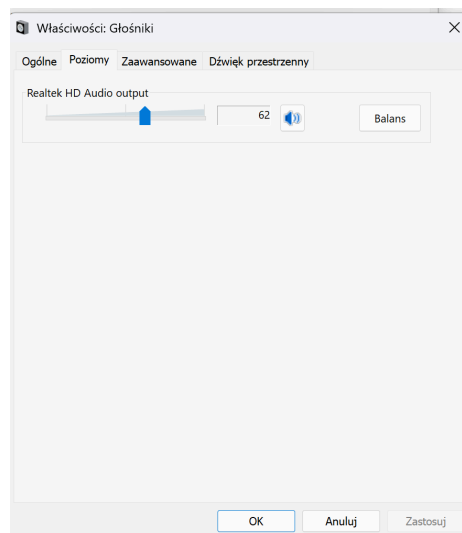 Właściwości: Głośniki
Ogólne Poziomy Zaawansowane Dźwięk przestrzenny
Realtek HD Audio output
62
Balans
OK Anuluj Zastosuj